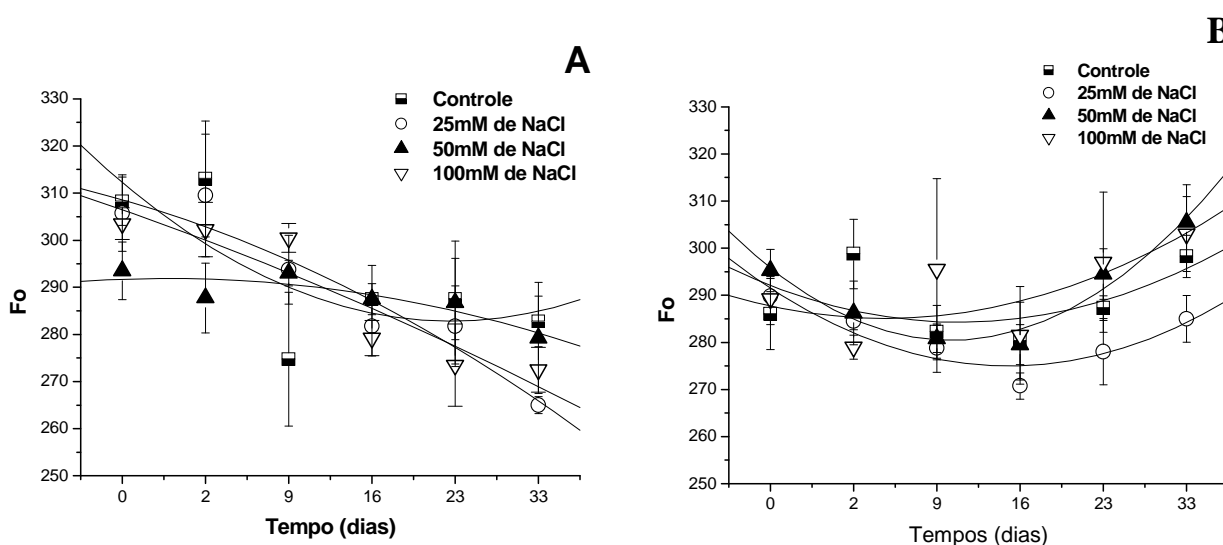 A
Controle
25mM de NaCl
50mM de NaCl
100mM de NaCl
330
320
310
300
290
280
270
260
250
Fo
0 2 9 16 23 33
Tempo (dias)
B
Controle
25mM de NaCl
50mM de NaCl
100mM de NaCl
330
320
310
300
290
280
270
260
250
Fo
0 2 9 16 23 33
Tempos (dias)